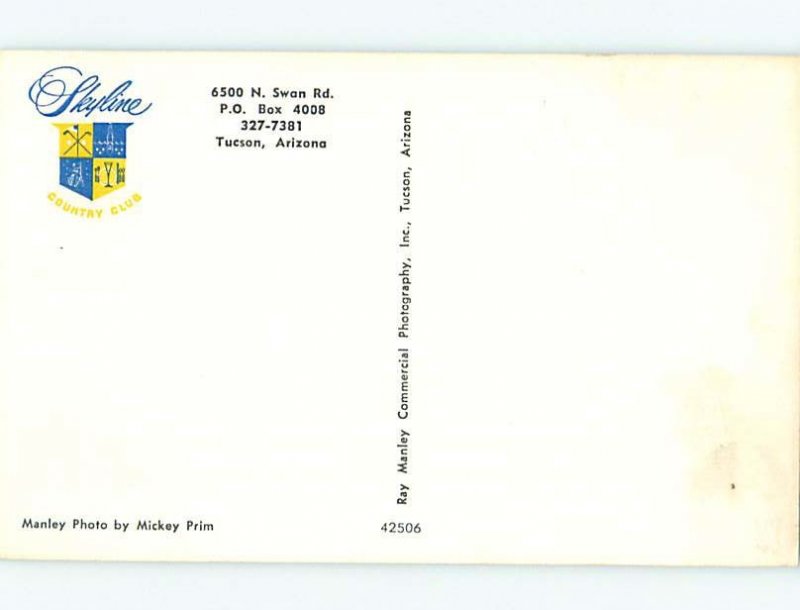 Skyline
COUNTRY CLUB
6500 N. Swan Rd.
P.O. Box 4008
327-7381
Tucson, Arizona
Ray Manley Commercial Photography, Inc., Tucson, Arizona
Manley Photo by Mickey Prim
42506